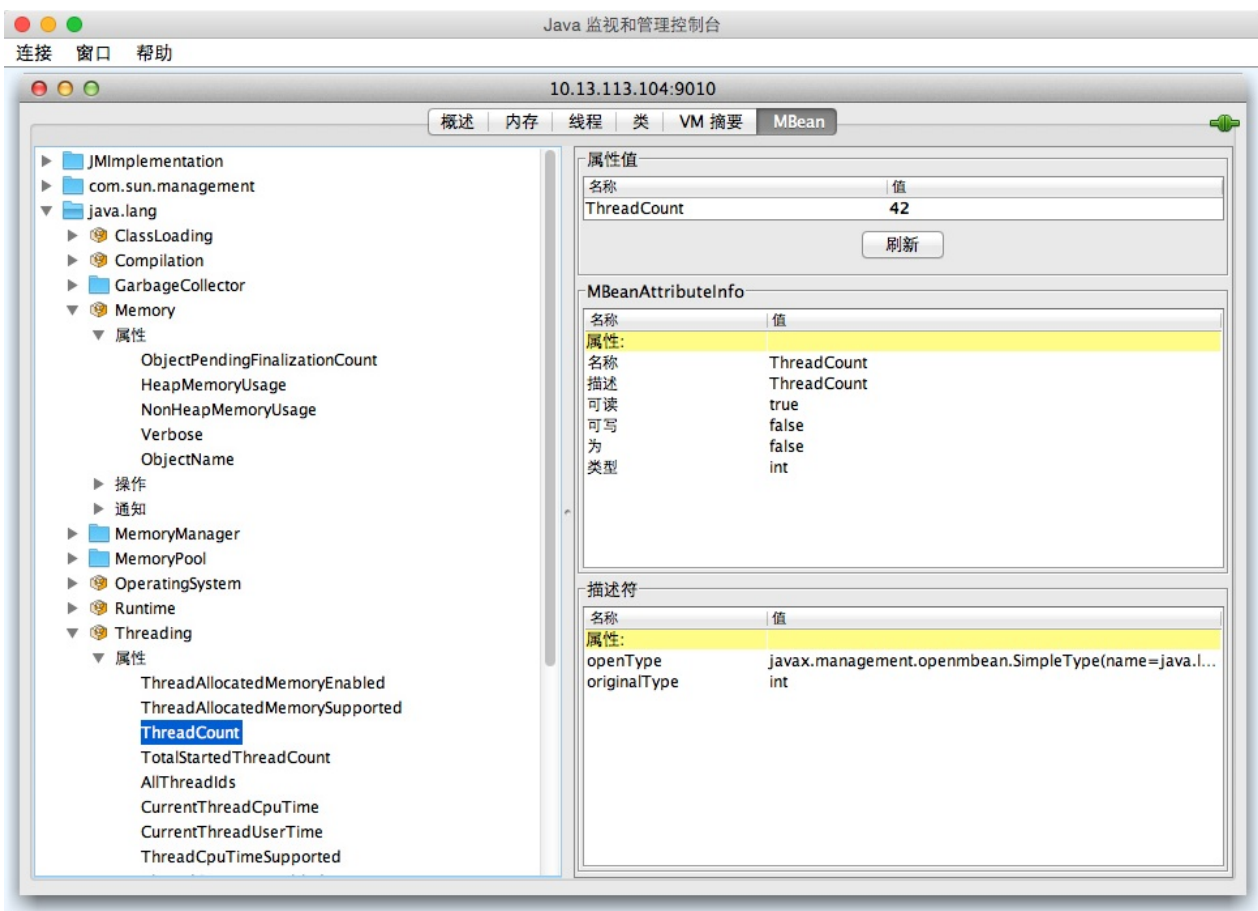 Java 监视和管理控制台
连接 窗口 帮助
10.13.113.104:9010
概述 内存 线程 类 VM 摘要 MBean
JMImplementation
com.sun.management
java.lang
ClassLoading
Compilation
GarbageCollector
Memory
属性
ObjectPendingFinalizationCount
HeapMemoryUsage
NonHeapMemoryUsage
Verbose
ObjectName
操作
通知
MemoryManager
MemoryPool
OperatingSystem
Runtime
Threading
属性
ThreadAllocatedMemoryEnabled
ThreadAllocatedMemorySupported
ThreadCount
TotalStartedThreadCount
AllThreadIds
CurrentThreadCpuTime
CurrentThreadUserTime
ThreadCpuTimeSupported
属性值
名称 值
ThreadCount 42
刷新
MBeanAttributeInfo
名称 值
属性:
名称 ThreadCount
描述 ThreadCount
可读 true
可写 false
为 false
类型 int
描述符
名称 值
属性:
openType javax.management.openmbean.SimpleType(name=java.l...
originalType int